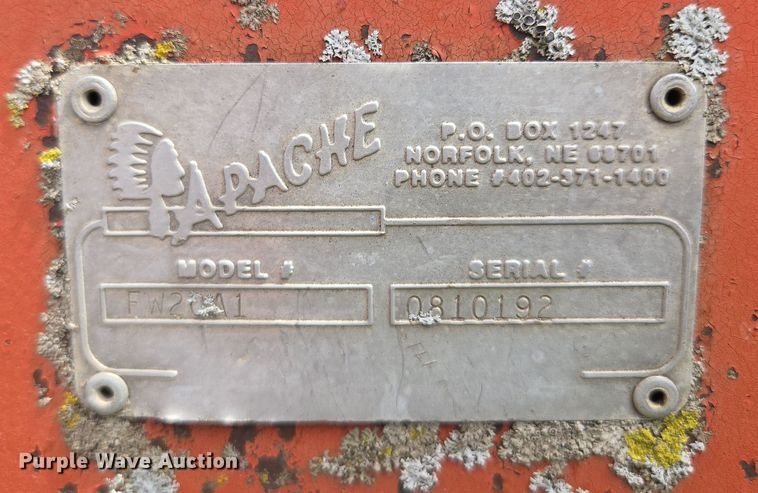 APACHE
P.O. BOX 1247
NORFOLK, NE 68701
PHONE #402-371-1400
MODEL #
SERIAL #
0810192
Purple Wave Auction